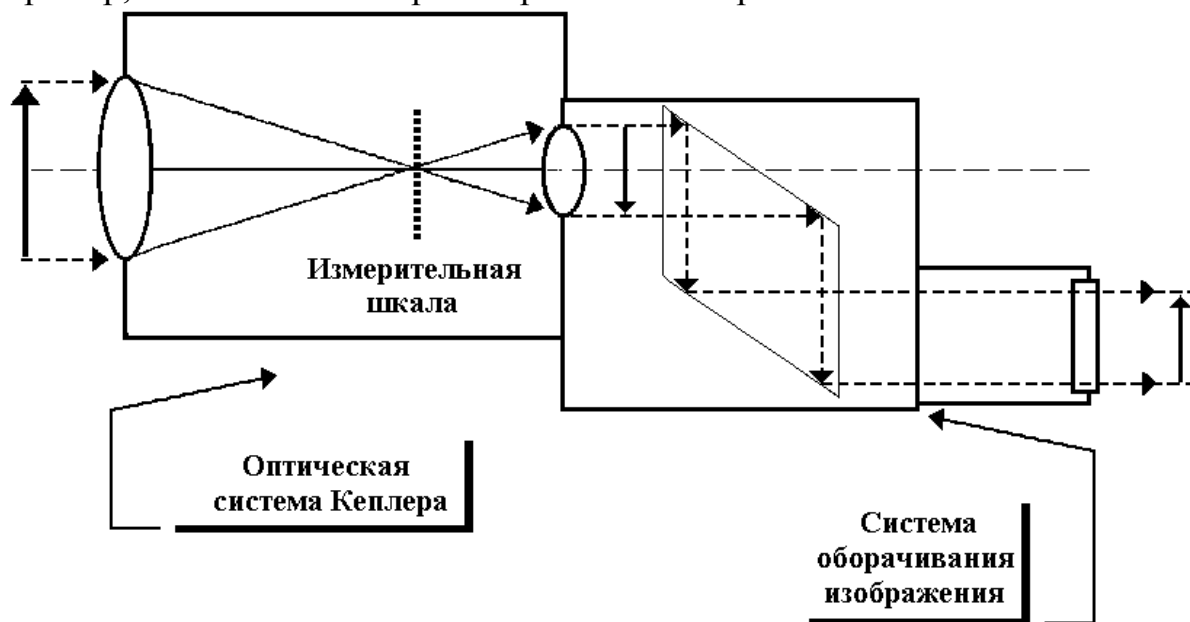 Измерительная
шкала
Оптическая
система Кеплера
Система
оборачивания
изображения